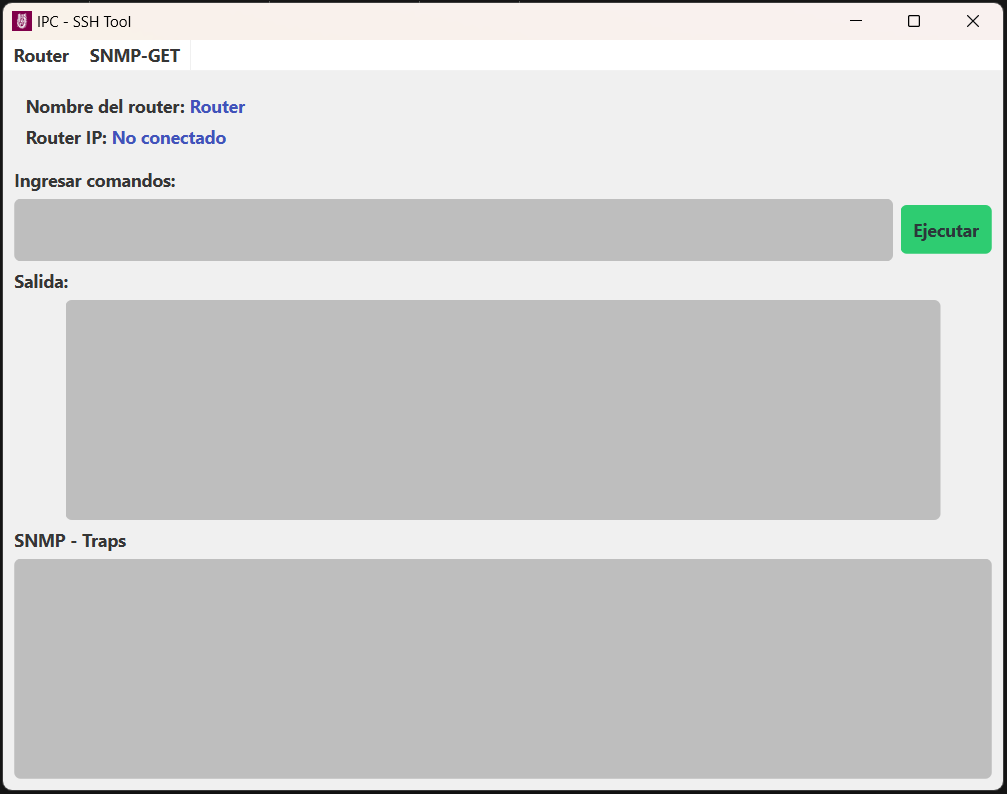 IPC - SSH Tool
Router SNMP-GET
Nombre del router: Router
Router IP: No conectado
Ingresar comandos:
Ejecutar
Salida:
SNMP - Traps